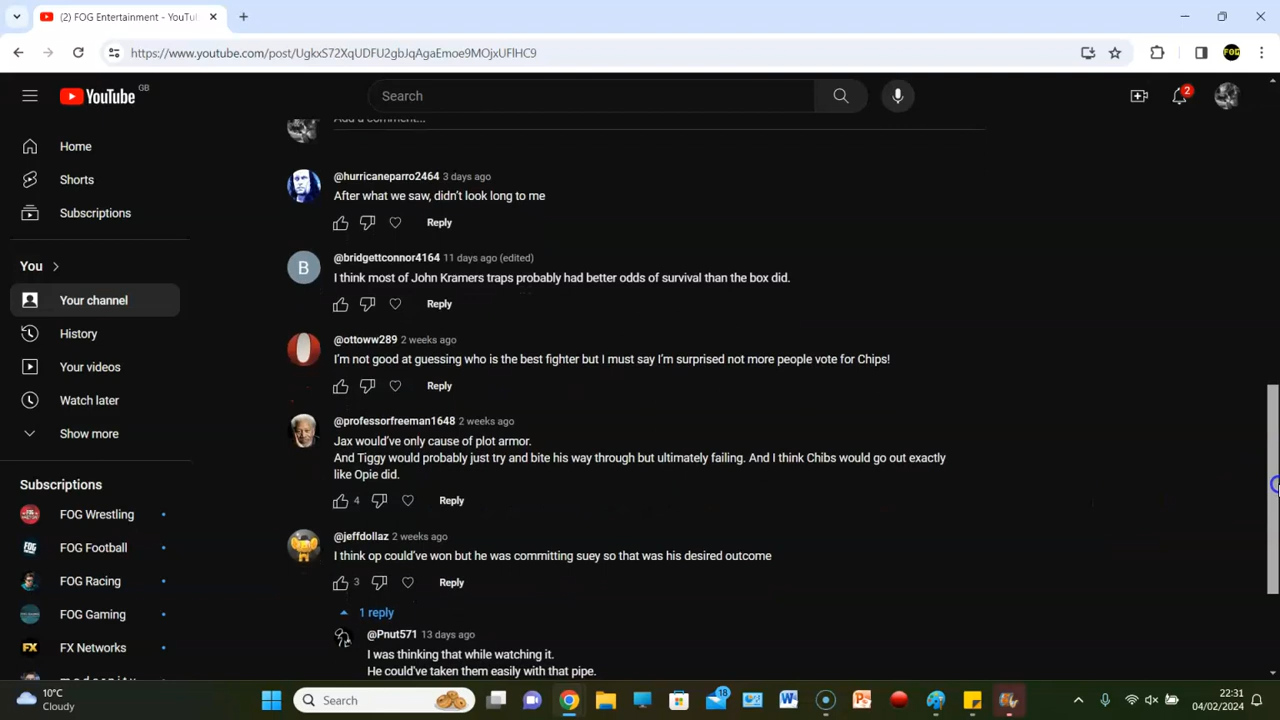 (2) FOG Entertainment - YouTu
https://www.youtube.com/post/UgkxS72XqUDFU2gbJqAgaEmoe9MOjxUFlHC9
FOG
YouTube GB
Search
2
Home
Shorts
Subscriptions
You
Your channel
History
Your videos
Watch later
Show more
Subscriptions
FOG Wrestling
FOG Football
FOG Racing
FOG Gaming
FX Networks
Add a comment...
@hurricaneparro2464 3 days ago
After what we saw, didn't look long to me
Reply
B
@bridgettconnor4164 11 days ago (edited)
I think most of John Kramers traps probably had better odds of survival than the box did.
Reply
@ottoww289 2 weeks ago
I'm not good at guessing who is the best fighter but I must say I'm surprised not more people vote for Chips!
Reply
@professorfreeman1648 2 weeks ago
Jax would've only cause of plot armor.
And Tiggy would probably just try and bite his way through but ultimately failing. And I think Chibs would go out exactly
like Opie did.
4 Reply
@jeffdollaz 2 weeks ago
I think op could've won but he was committing suey so that was his desired outcome
3 Reply
1 reply
@Pnut571 13 days ago
I was thinking that while watching it.
He could've taken them easily with that pipe.
10°C
Cloudy
Search
18
22:31
04/02/2024